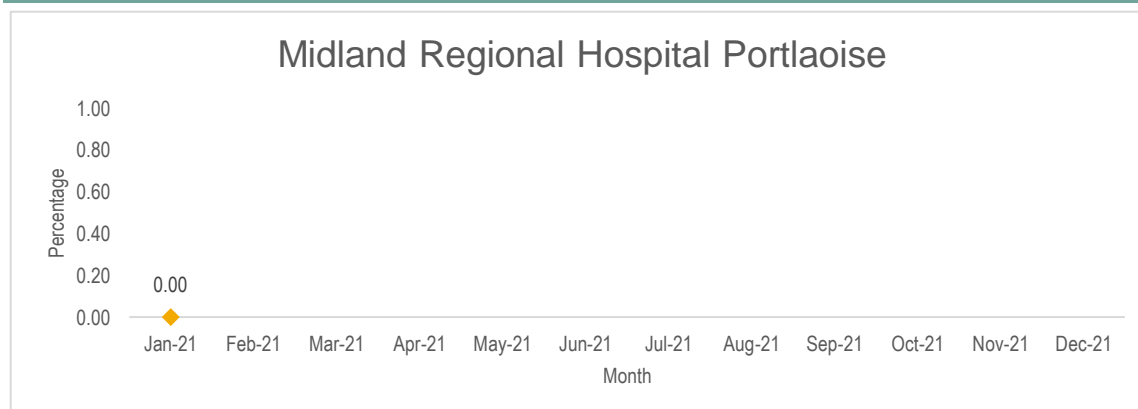 Midland Regional Hospital Portlaoise
1.00
0.80
0.60
0.40
0.20
0.00
Percentage
0.00
Jan-21 Feb-21 Mar-21 Apr-21 May-21 Jun-21 Jul-21 Aug-21 Sep-21 Oct-21 Nov-21 Dec-21
Month